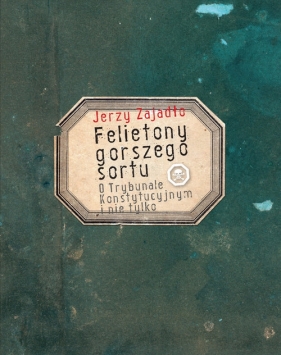 Jerzy Zajadło
Felietony
gorszego
sortu
O Trybunale
Konstytucyjnym
i nie tylko